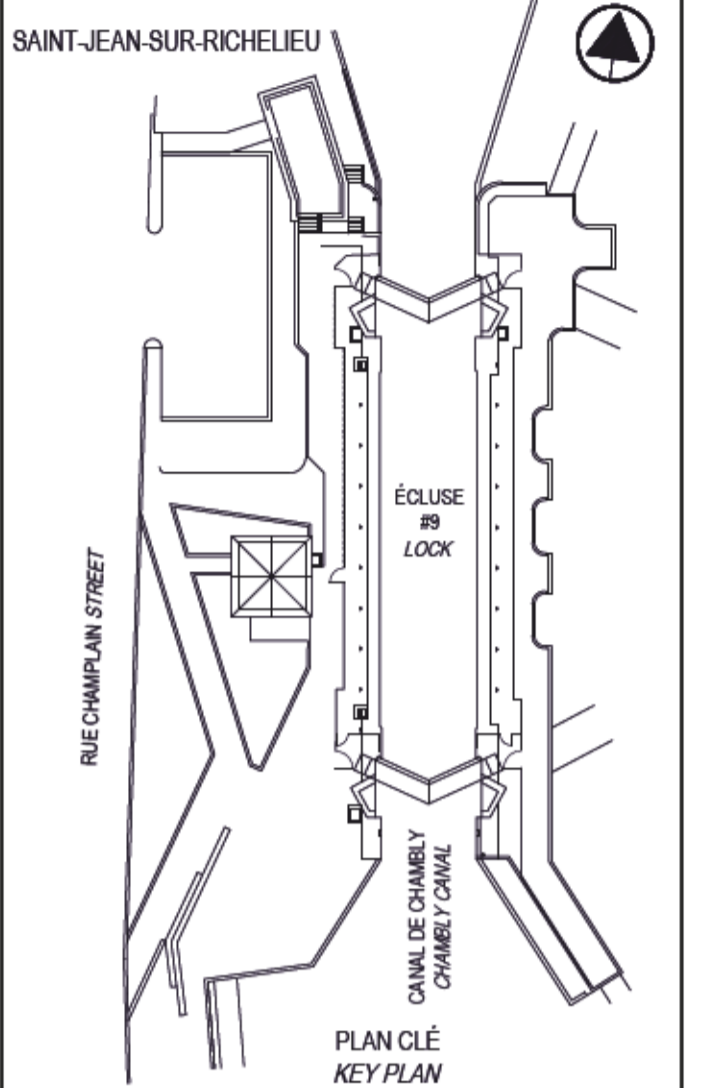 SAINT-JEAN-SUR-RICHELIEU
ÉCLUSE
#9
LOCK
RUE CHAMPLAIN STREET
CANAL DE CHAMBLY
CHAMBLY CANAL
PLAN CLÉ
KEY PLAN